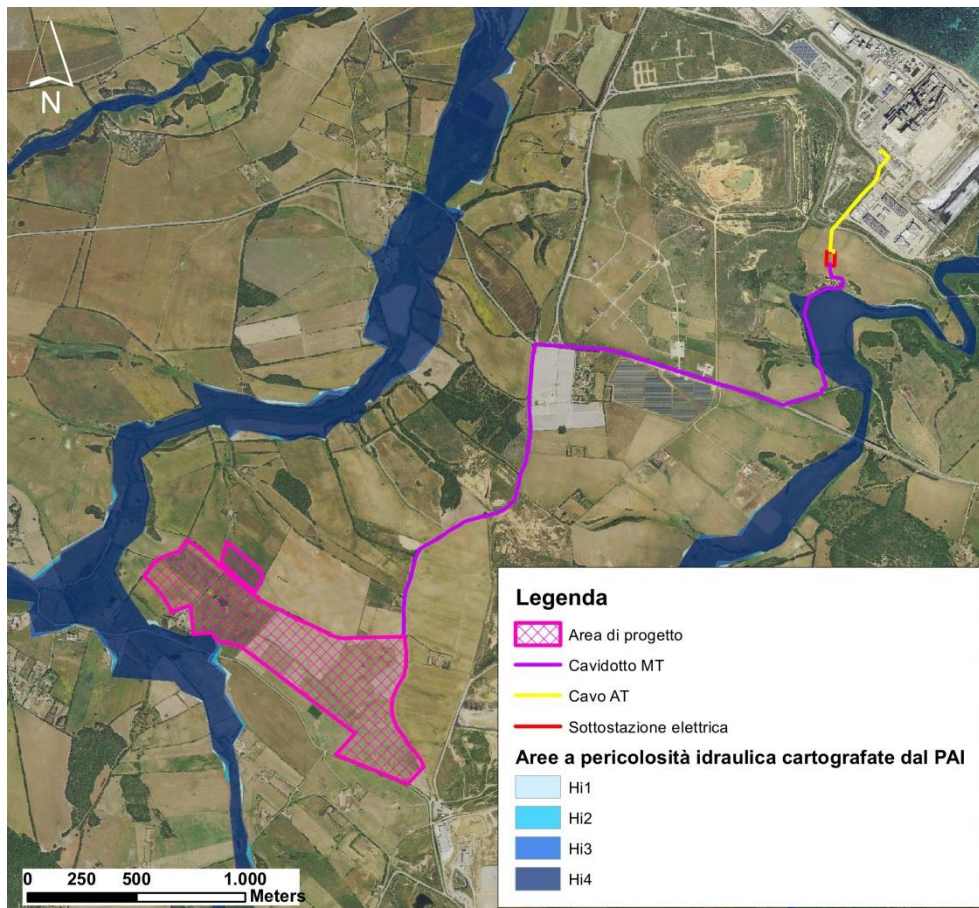 N
Legenda
Area di progetto
Cavidotto MT
Cavo AT
Sottostazione elettrica
Aree a pericolosità idraulica cartografate dal PAI
Hi1
Hi2
Hi3
Hi4
0 250 500 1.000
Meters